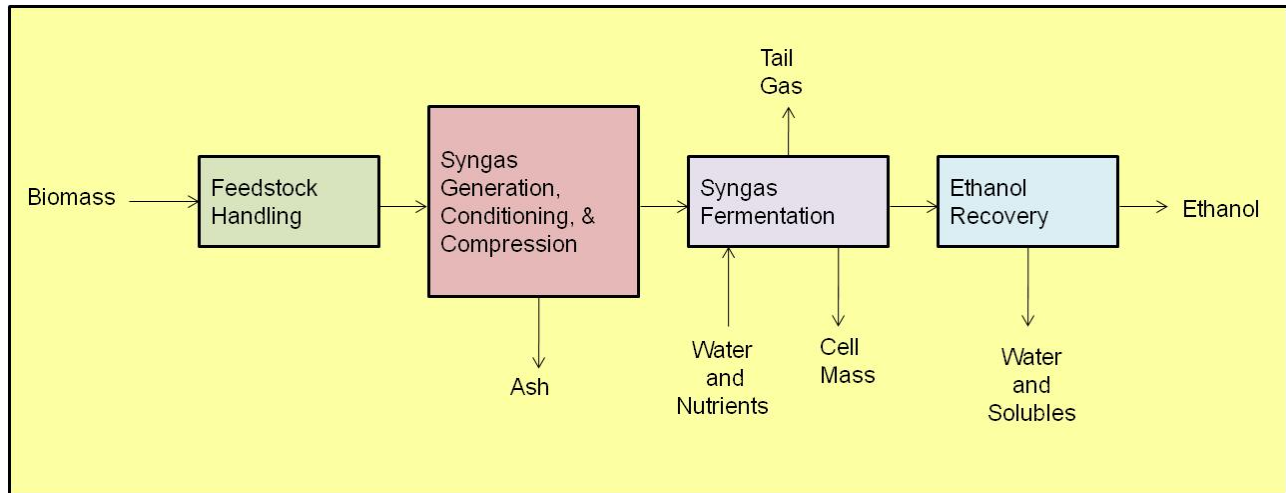 Biomass
Feedstock
Handling
Syngas
Generation,
Conditioning, &
Compression
Ash
Tail
Gas
Syngas
Fermentation
Water
and
Nutrients
Cell
Mass
Ethanol
Recovery
Water
and
Solubles
Ethanol